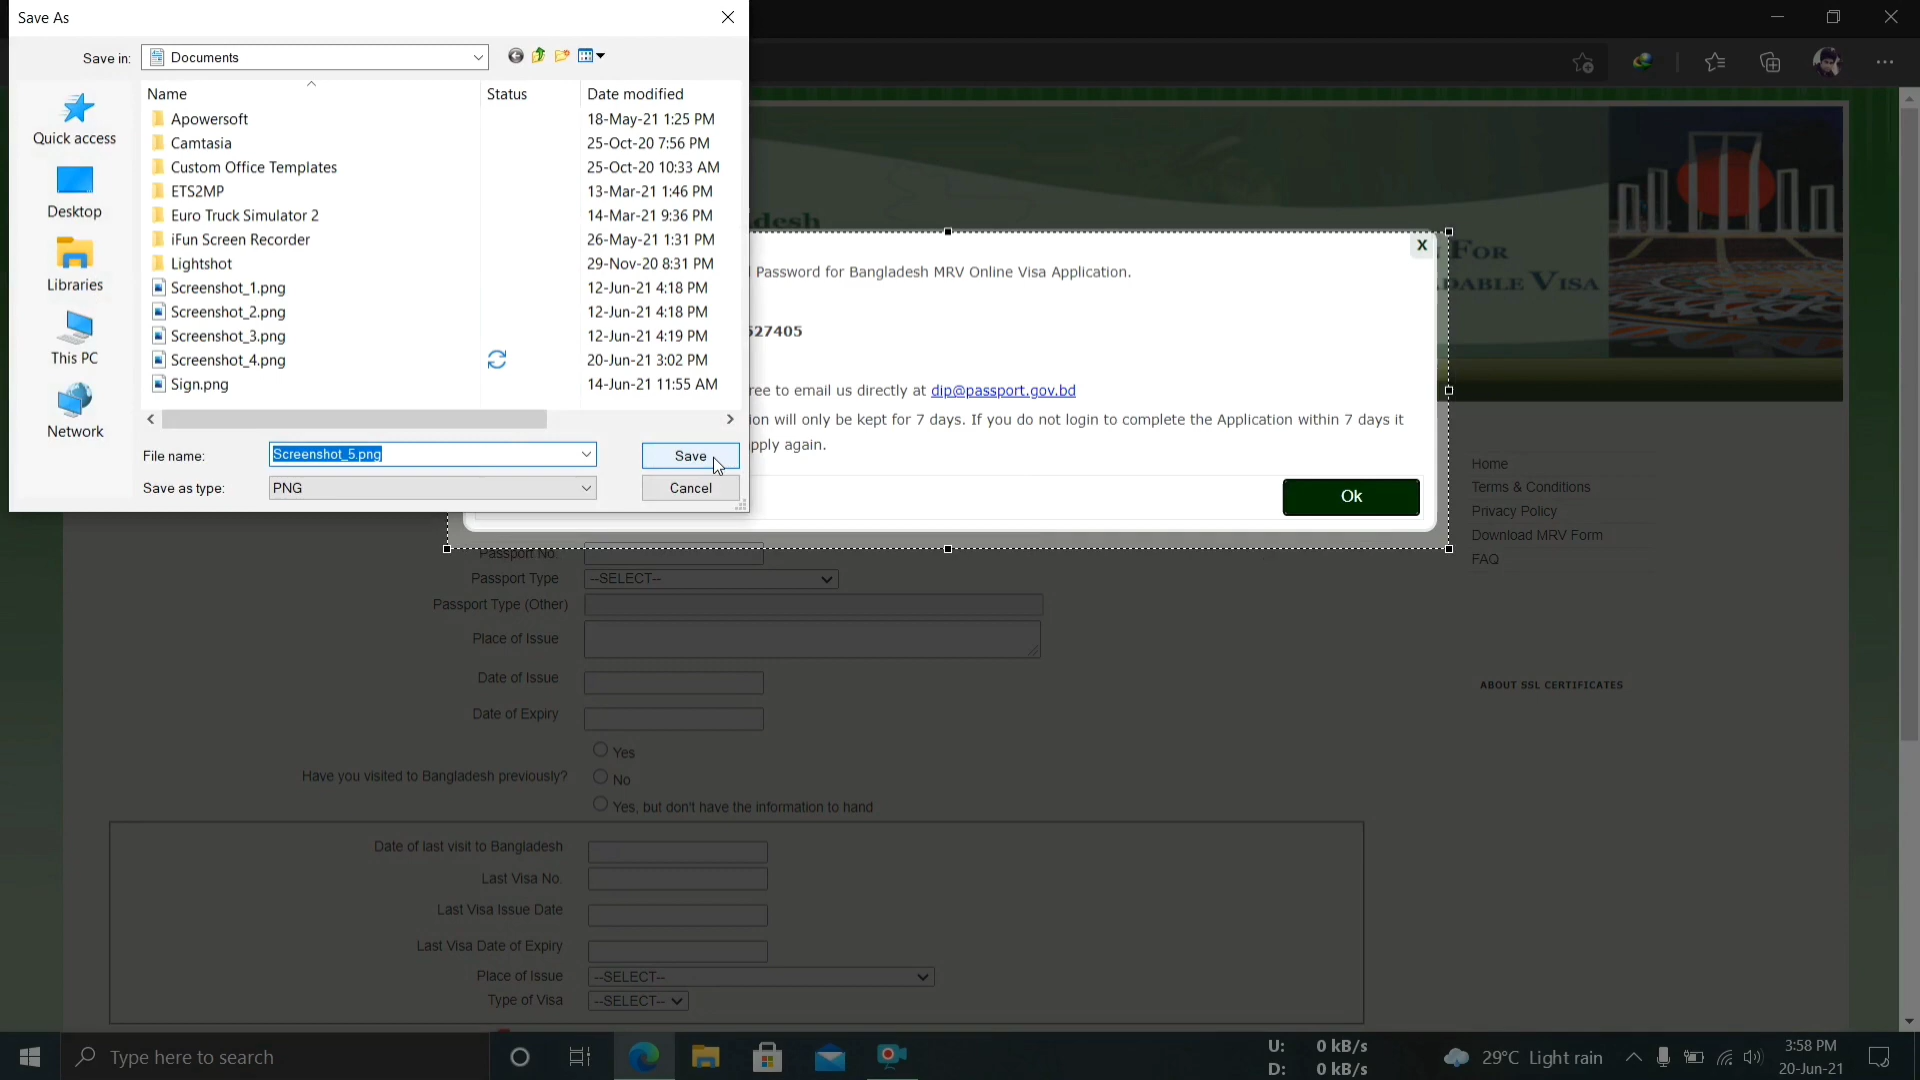 Save As
Save in:
Documents
Name
Status
Date modified
Quick access
Desktop
Libraries
This PC
Network
Apowersoft 18-May-21 1:25 PM
Camtasia 25-Oct-20 7:56 PM
Custom Office Templates 25-Oct-20 10:33 AM
ETS2MP 13-Mar-21 1:46 PM
Euro Truck Simulator 2 14-Mar-21 9:36 PM
iFun Screen Recorder 26-May-21 1:31 PM
Lightshot 29-Nov-20 8:31 PM
Screenshot_1.png 12-Jun-21 4:18 PM
Screenshot_2.png 12-Jun-21 4:18 PM
Screenshot_3.png 12-Jun-21 4:19 PM
Screenshot_4.png 20-Jun-21 3:02 PM
Sign.png 14-Jun-21 11:55 AM
File name: Screenshot_5.png
Save
Save as type: PNG
Cancel
desh
For
dable Visa
X
Password for Bangladesh MRV Online Visa Application.
527405
ree to email us directly at dip@passport.gov.bd
ion will only be kept for 7 days. If you do not login to complete the Application within 7 days it
pply again.
Ok
Home
Terms & Conditions
Privacy Policy
Download MRV Form
FAQ
ABOUT SSL CERTIFICATES
Passport No.
Passport Type --SELECT--
Passport Type (Other)
Place of Issue
Date of Issue
Date of Expiry
Have you visited to Bangladesh previously?
Yes
No
Yes, but don't have the information to hand
Date of last visit to Bangladesh
Last Visa No.
Last Visa Issue Date
Last Visa Date of Expiry
Place of Issue --SELECT--
Type of Visa --SELECT--
Type here to search
U: 0 kB/s
D: 0 kB/s
29°C Light rain
3:58 PM
20-Jun-21